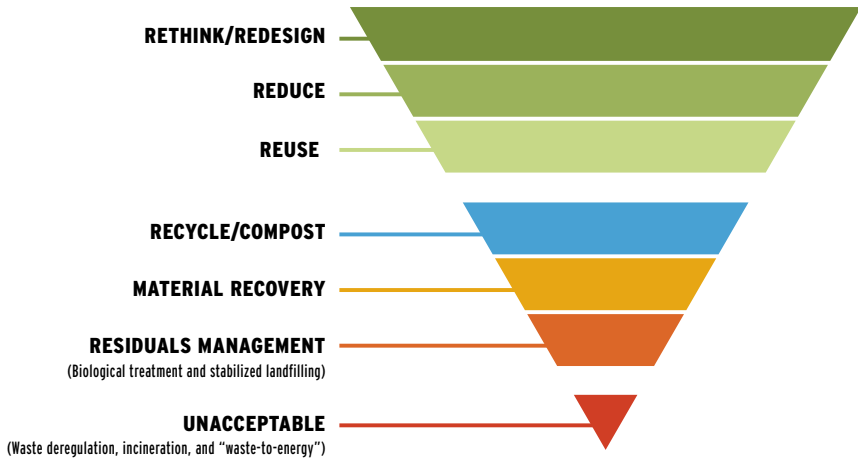 RETHINK/REDESIGN
REDUCE
REUSE
RECYCLE/COMPOST
MATERIAL RECOVERY
RESIDUALS MANAGEMENT
(Biological treatment and stabilized landfilling)
UNACCEPTABLE
(Waste deregulation, incineration, and “waste-to-energy”)